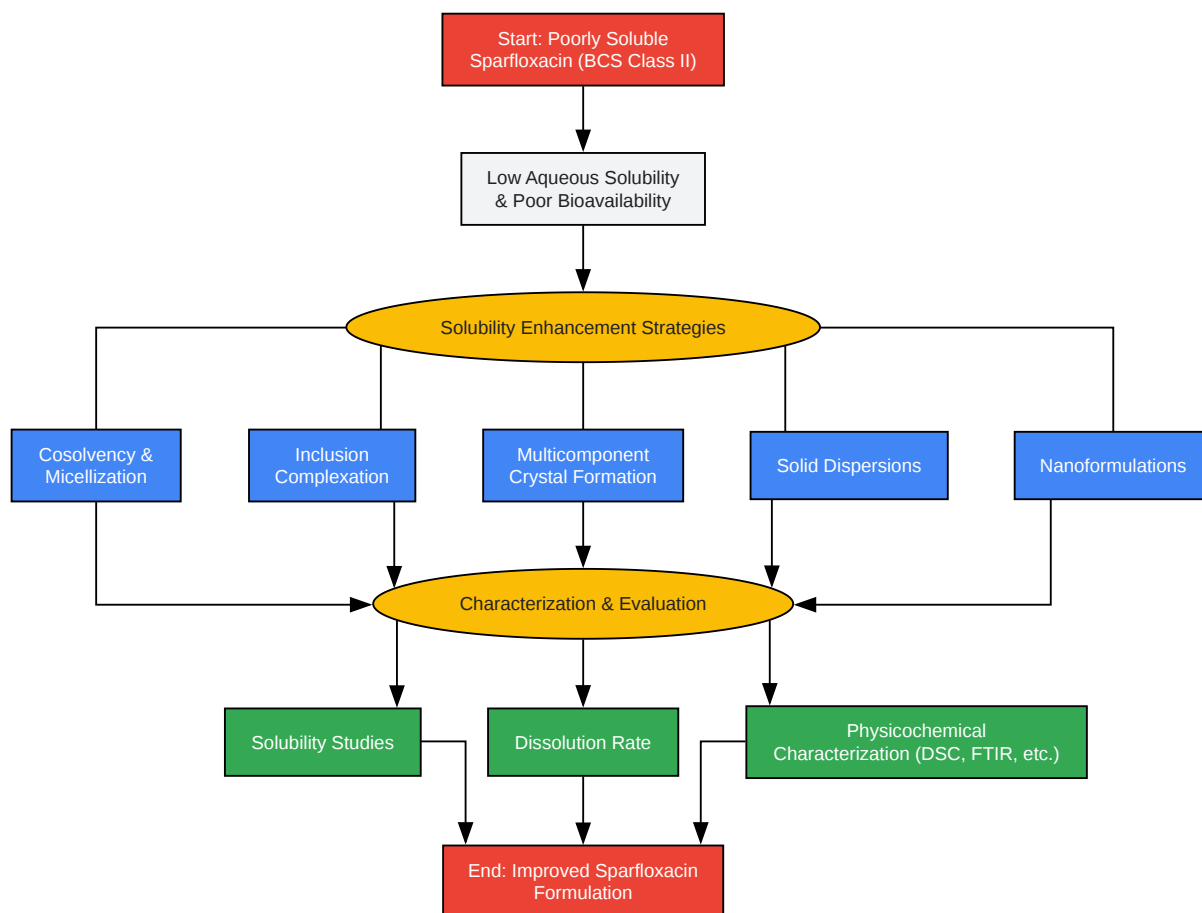 Start: Poorly Soluble
Sparfloxacin (BCS Class II)
Low Aqueous Solubility
& Poor Bioavailability
Solubility Enhancement Strategies
Cosolvency &
Micellization
Inclusion
Complexation
Multicomponent
Crystal Formation
Solid Dispersions
Nanoformulations
Characterization & Evaluation
Solubility Studies
Dissolution Rate
Physicochemical
Characterization (DSC, FTIR, etc.)
End: Improved Sparfloxacin
Formulation